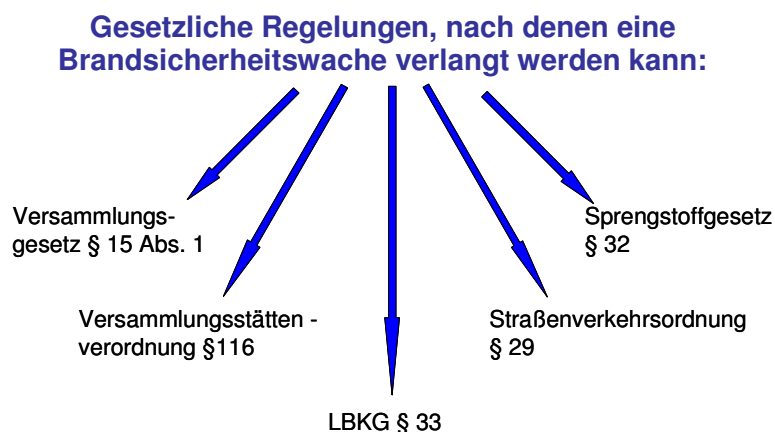 Gesetzliche Regelungen, nach denen eine
Brandsicherheitswache verlangt werden kann:
Versammlungs-
gesetz § 15 Abs. 1
Sprengstoffgesetz
§ 32
Versammlungsstätten -
verordnung §116
Straßenverkehrsordnung
§ 29
LBKG § 33